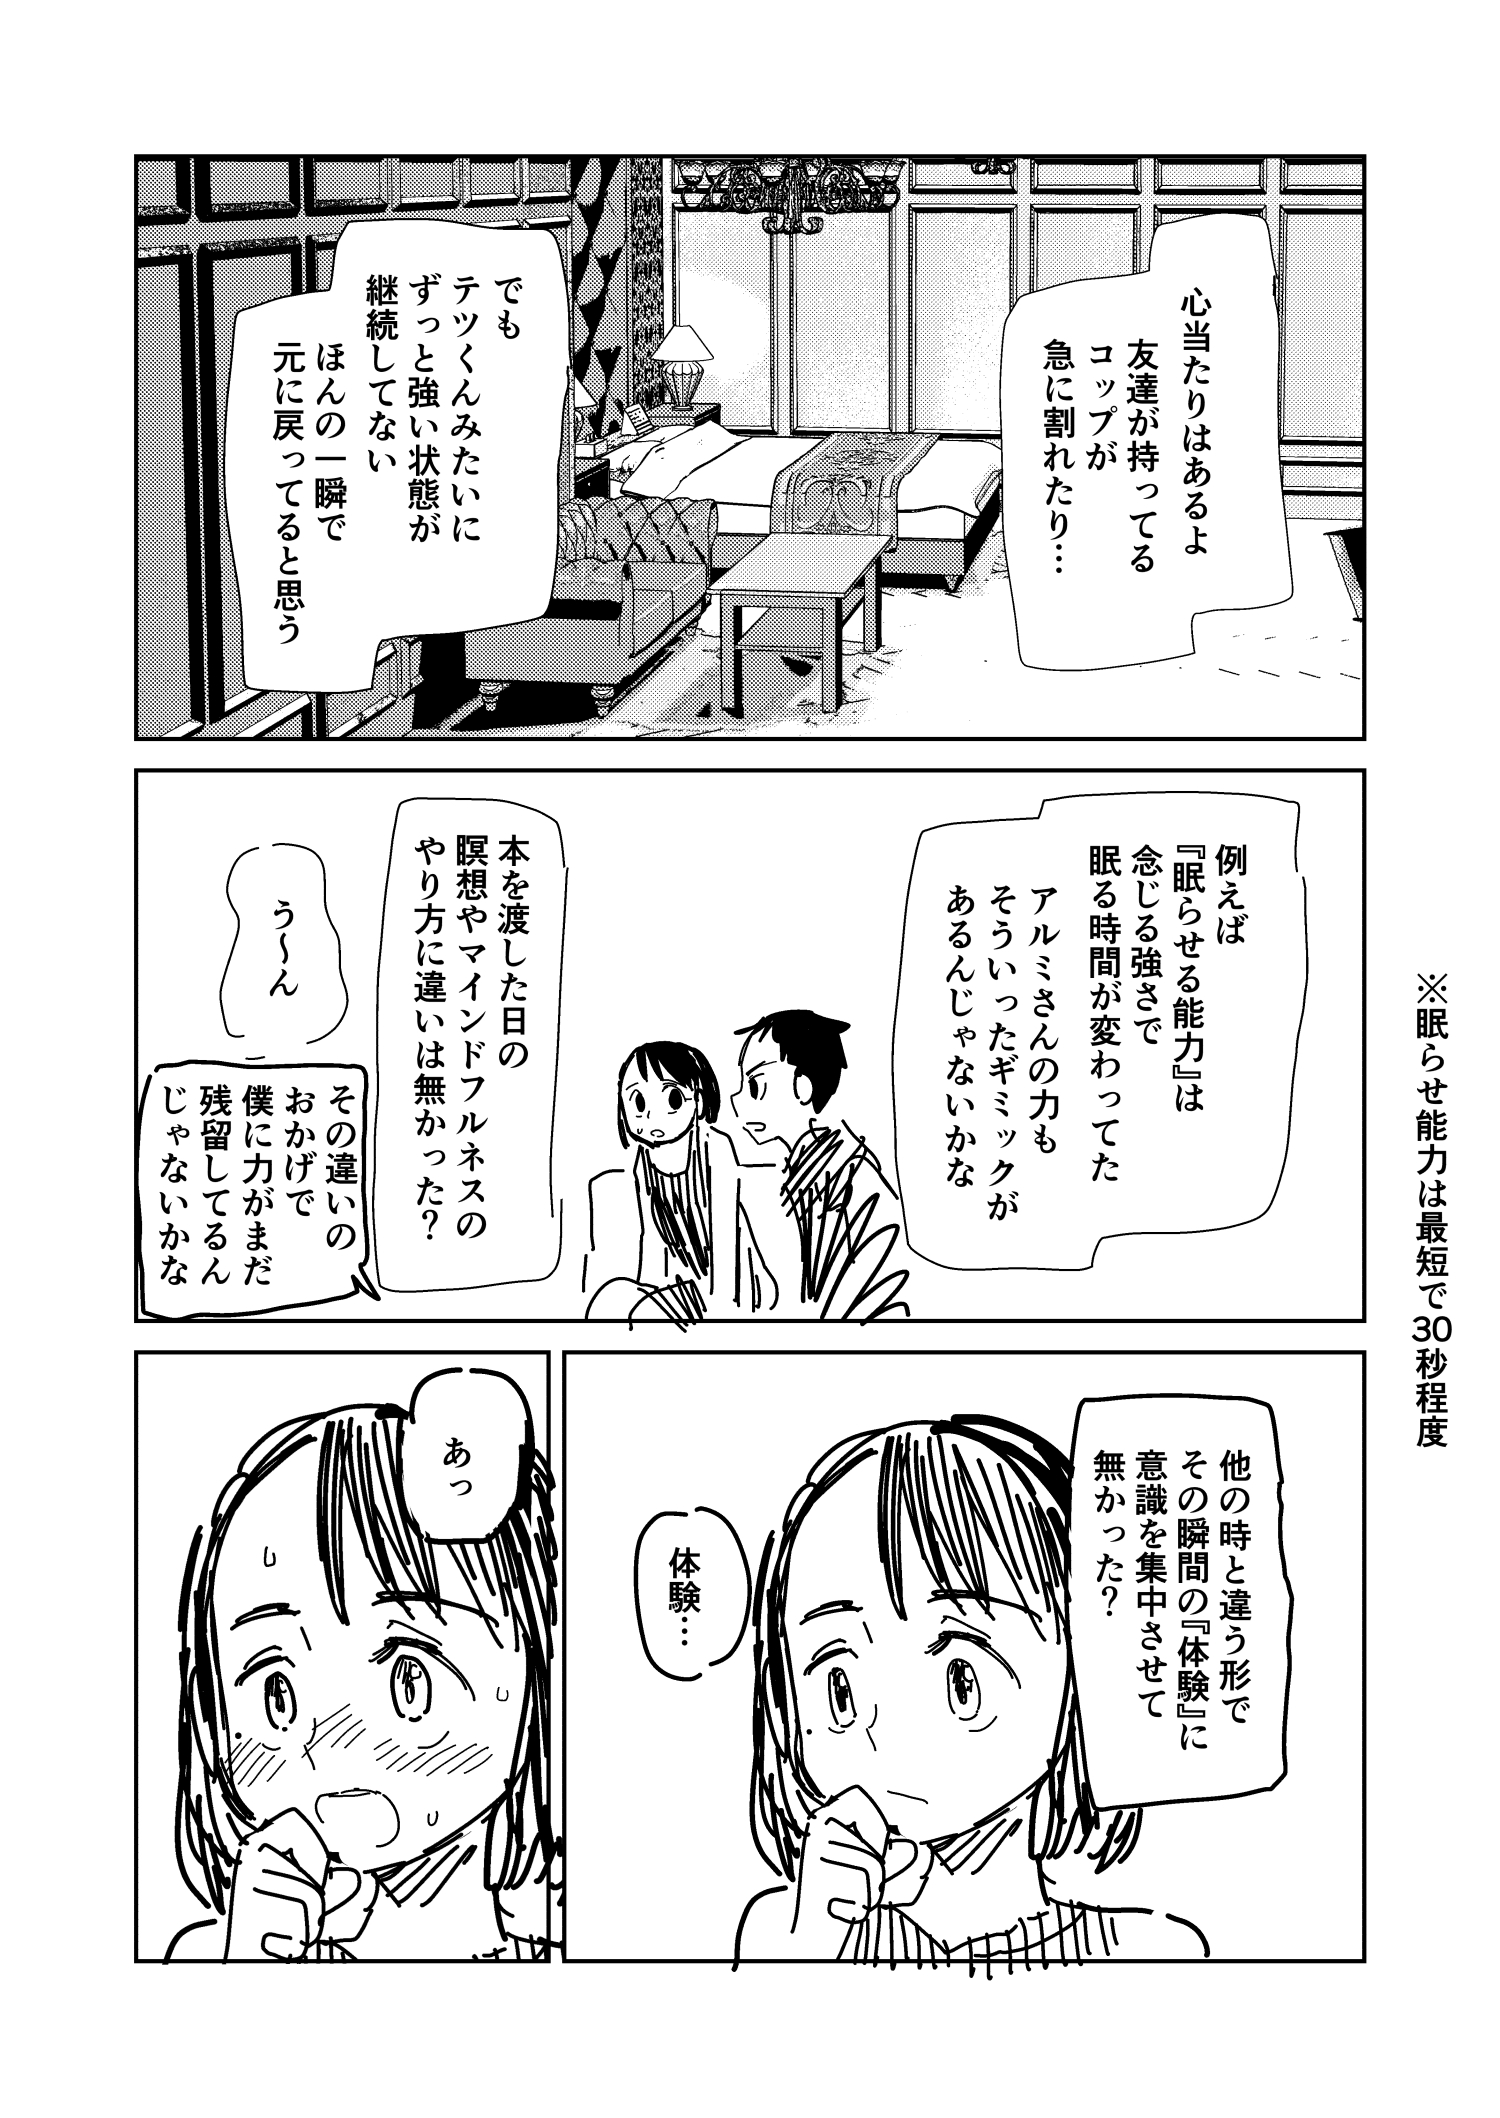 心当たりはあるよ
友達が持ってる
コップが
急に割れたり…
でも
テツくんみたいに
ずっと強い状態が
継続してない
ほんの一瞬で
元に戻ってると思う
例えば
『眠らせる能力』は
念じる強さで
眠る時間が変わってた
アルミさんの力も
そういったギミックが
あるんじゃないかな
本を渡した日の
瞑想やマインドフルネスの
やり方に違いは無かった？
う〜ん
その違いの
おかげで
僕に力がまだ
残留してるん
じゃないかな
※眠らせ能力は最短で30秒程度
他の時と違う形で
その瞬間の『体験』に
意識を集中させて
無かった？
体験…
あっ